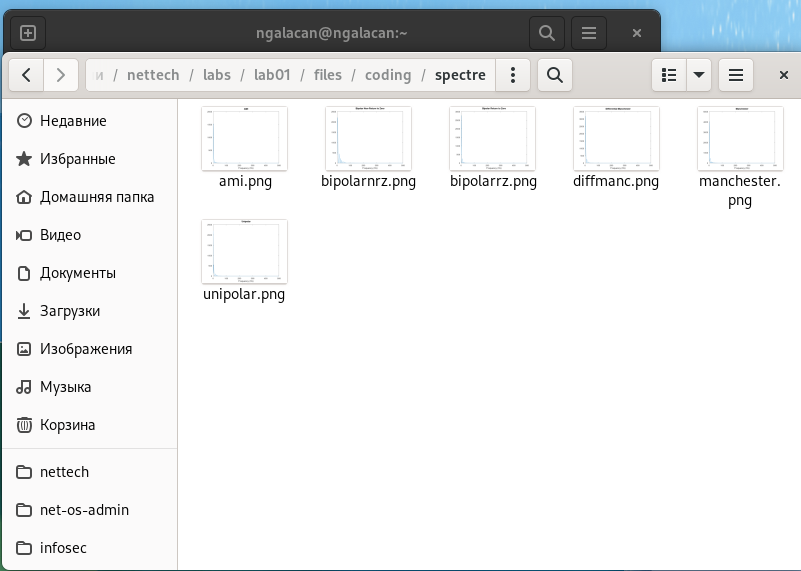 ngalacan@ngalacan:~
и / nettech / labs / lab01 / files / coding / spectre
Недавние
Избранные
Домашняя папка
Видео
Документы
Загрузки
Изображения
Музыка
Корзина
nettech
net-os-admin
infosec
ami.png
bipolarnrz.png
bipolarrz.png
diffmanc.png
manchester.
png
unipolar.png